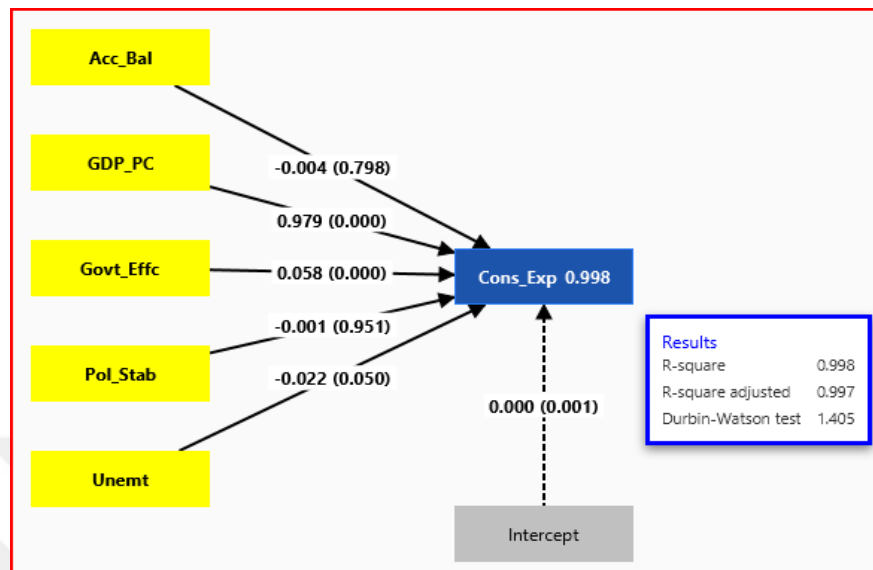 Acc_Bal
GDP_PC
Govt_Effc
Pol_Stab
Unemt
-0.004 (0.798)
0.979 (0.000)
0.058 (0.000)
-0.001 (0.951)
-0.022 (0.050)
Cons_Exp 0.998
0.000 (0.001)
Intercept
Results
R-square 0.998
R-square adjusted 0.997
Durbin-Watson test 1.405